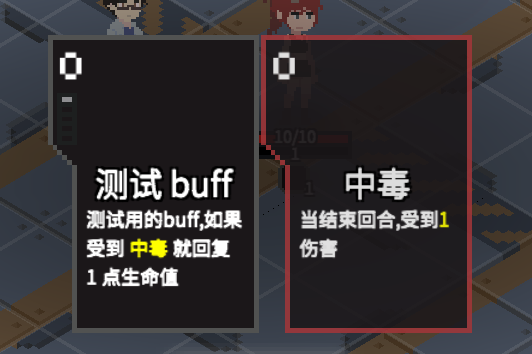 0
测试 buff
测试用的buff,如果
受到 中毒 就回复
1 点生命值
0
中毒
当结束回合,受到1
伤害
10/10
1
1